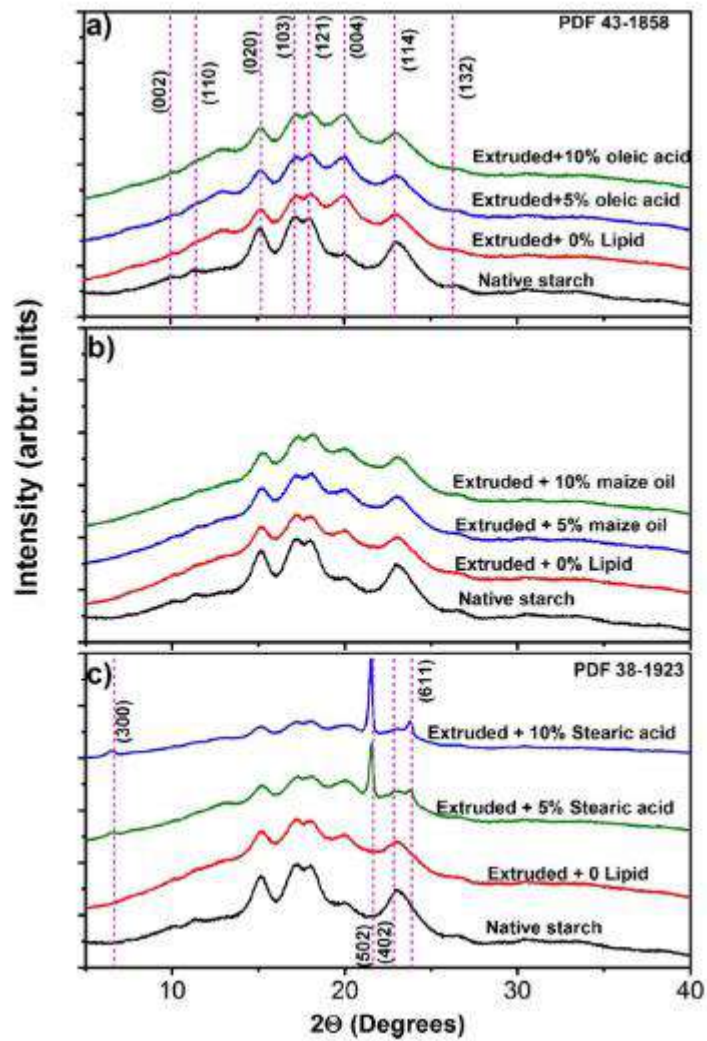 Intensity (arbtr. units)
a)
PDF 43-1858
(002)
(110)
(020)
(103)
(121)
(004)
(114)
(132)
Extruded+10% oleic acid
Extruded+5% oleic acid
Extruded+ 0% Lipid
Native starch
b)
Extruded + 10% maize oil
Extruded + 5% maize oil
Extruded + 0% Lipid
Native starch
c)
PDF 38-1923
(300)
(611)
Extruded + 10% Stearic acid
Extruded + 5% Stearic acid
Extruded + 0 Lipid
Native starch
(502)
(402)
10 20 30 40
2Θ (Degrees)